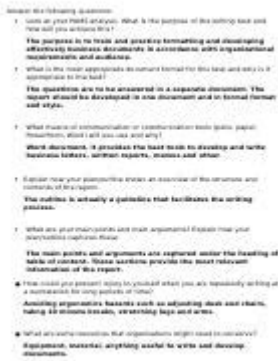 Answer the following questions:
Look at your PARE analysis. What is the purpose of the writing task and
how will you achieve this?
The purpose is to train and practice formatting and developing
effectively business documents in accordance with organisational
requirements and audience.
What is the most appropriate document format for this task and why is it
appropriate to the task?
The questions are to be answered in a separate document. The
report should be developed in one document and in formal format
and style.
What means of communication or communication tools
will you use and why?
Word document. It provides the best tools to develop and write
business letters, written reports, memos and other.
Explain how your plan/outline shows an overview of the structure and
contents of the report.
The outline is actually a guideline that facilitates the writing
process.
What are your main points and main arguments? Explain how your
plan/outline captures these.
The main points and arguments are captured under the heading of
table of content. These sections provide the most relevant
information of the report.
How could you prevent injury to yourself when you are repeatedly writing at
a workstation for long periods of time?
Avoiding ergonomics hazards such as adjusting desk and chairs,
taking 10 minute breaks, stretching legs and arms.
What are some resources that organisations might need to conserve?
Equipment, material, anything useful to write and develop
documents.